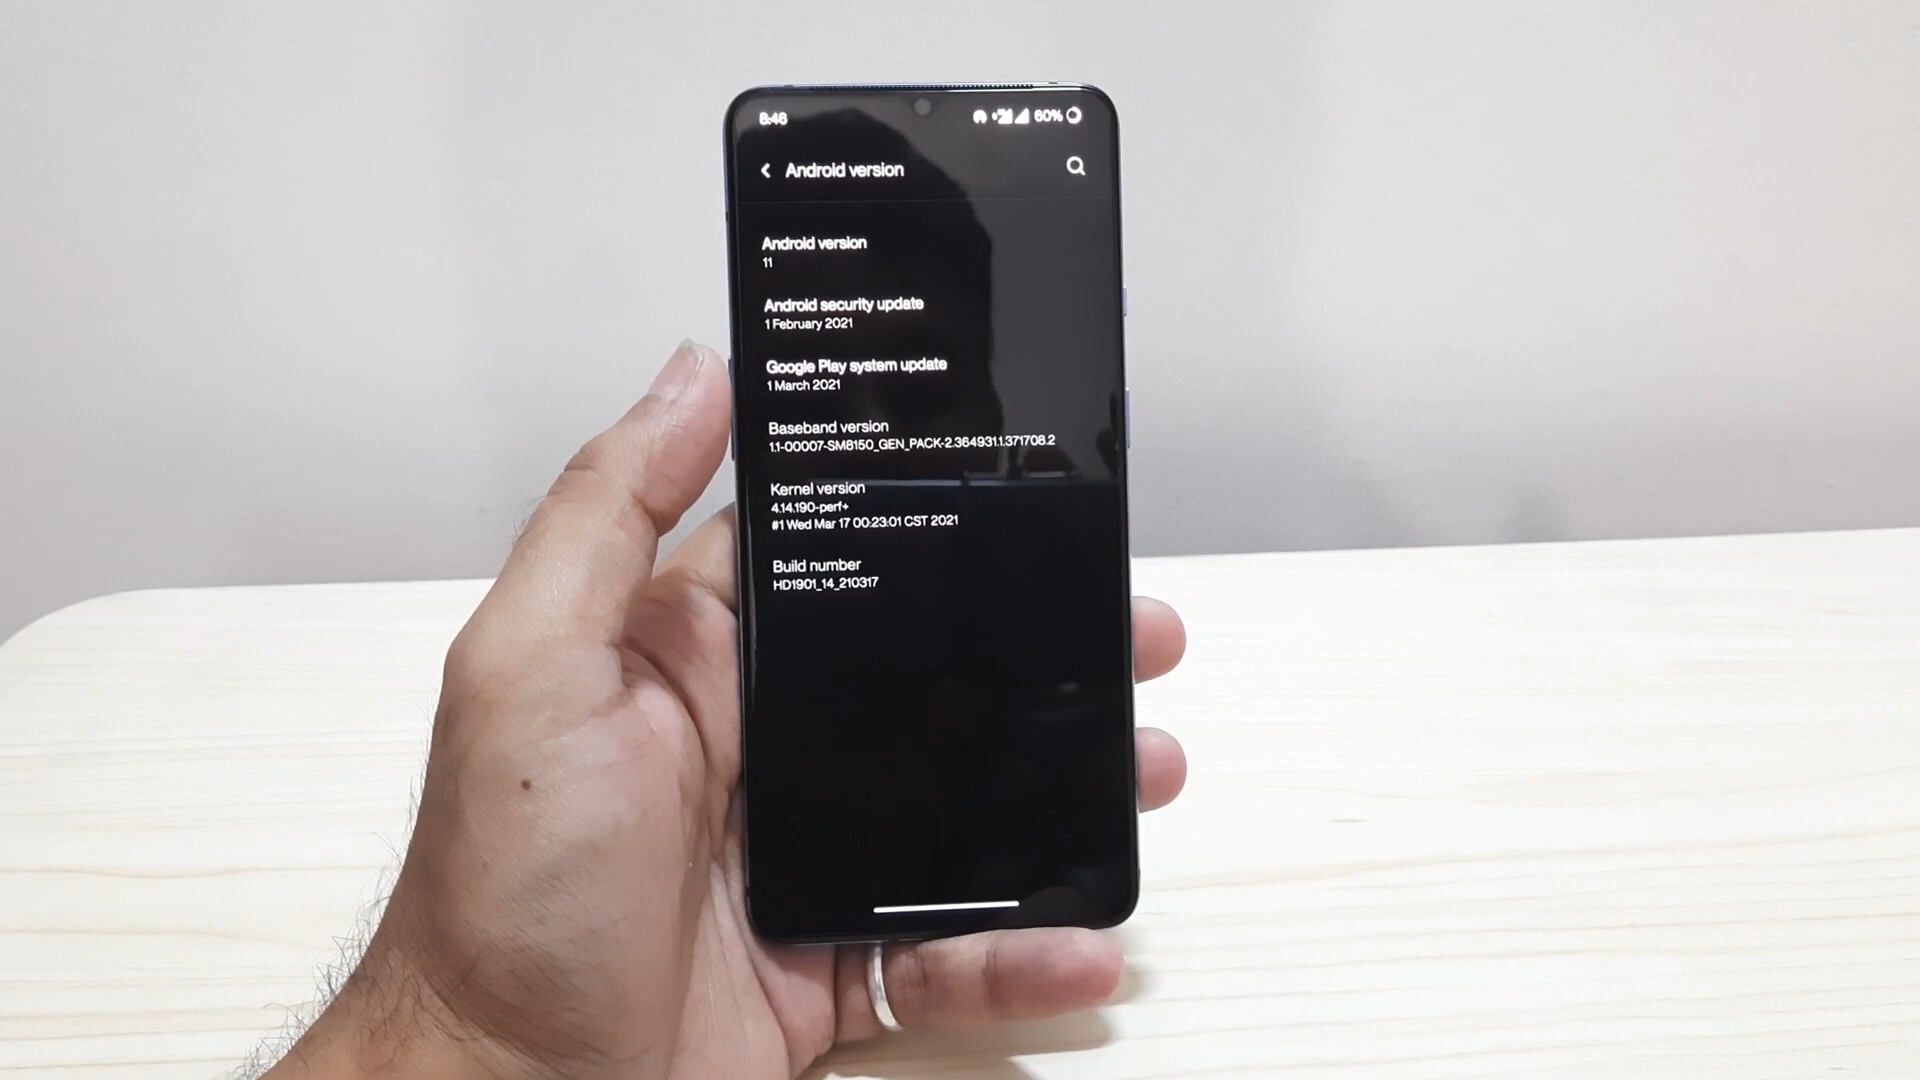 8:46
60%
Android version
Android version
11
Android security update
1 February 2021
Google Play system update
1 March 2021
Baseband version
1.1-00007-SM8150_GEN_PACK-2.364931.1.371708.2
Kernel version
4.14.190-perf+
#1 Wed Mar 17 00:23:01 CST 2021
Build number
HD1901_14_210317